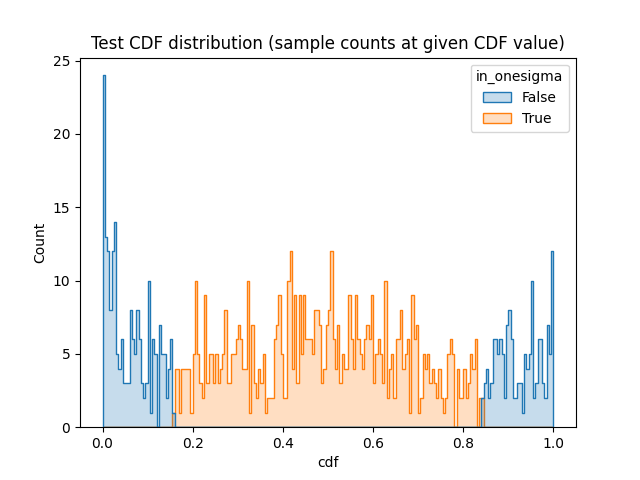 Test CDF distribution (sample counts at given CDF value)
25
20
15
10
5
0
Count
in_onesigma
False
True
0.0 0.2 0.4 0.6 0.8 1.0
cdf